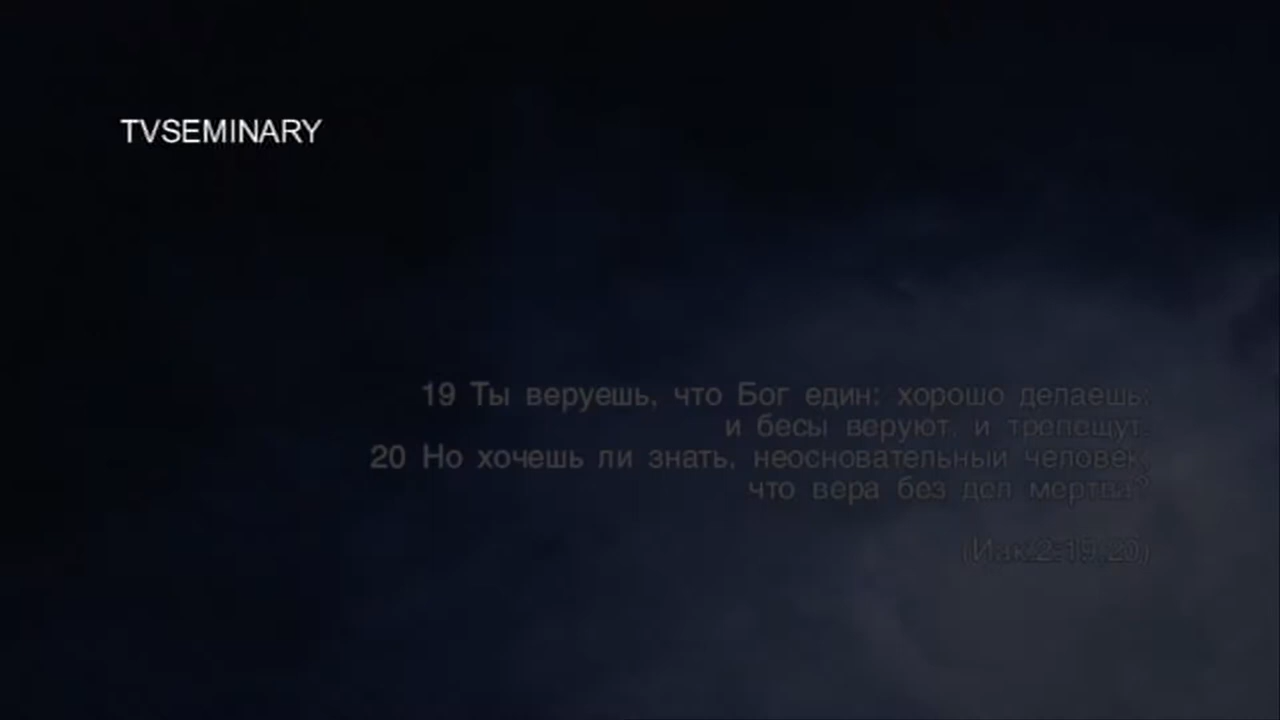 TVSEMINARY
19 Ты веруешь, что Бог един: хорошо делаешь;
и бесы веруют, и трепещут.
20 Но хочешь ли знать, неосновательный человек,
что вера без дел мертва?
(Иак.2:19,20)